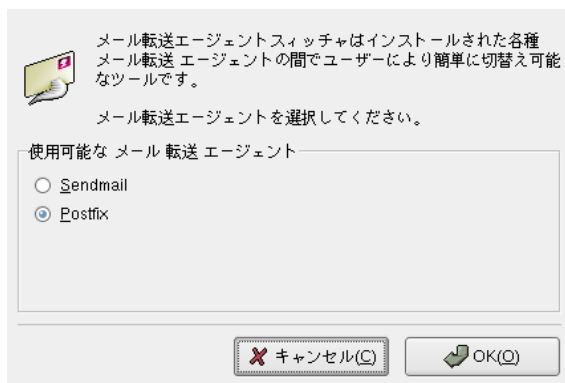 メール転送エージェントスィッチャはインストールされた各種
メール転送 エージェントの間でユーザーにより簡単に切替え可能
なツールです。
メール転送エージェントを選択してください。
使用可能な メール 転送 エージェント
Sendmail
Postfix
キャンセル(C)
OK(O)